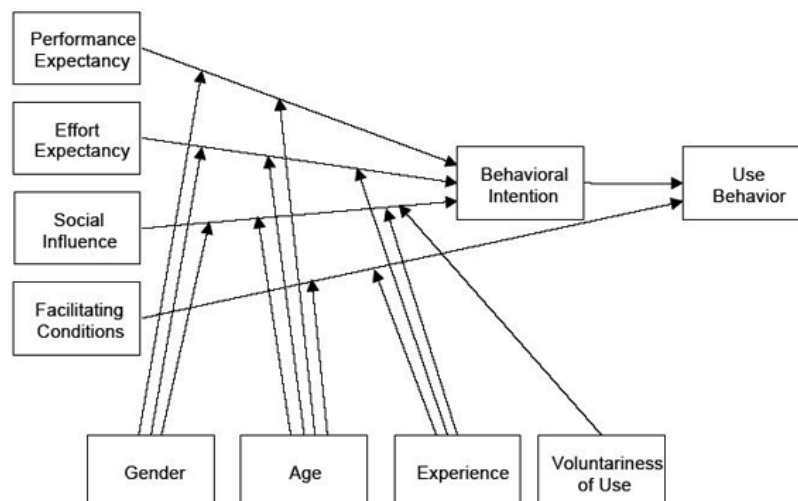 Performance
Expectancy
Effort
Expectancy
Social
Influence
Facilitating
Conditions
Behavioral
Intention
Use
Behavior
Gender
Age
Experience
Voluntariness
of Use